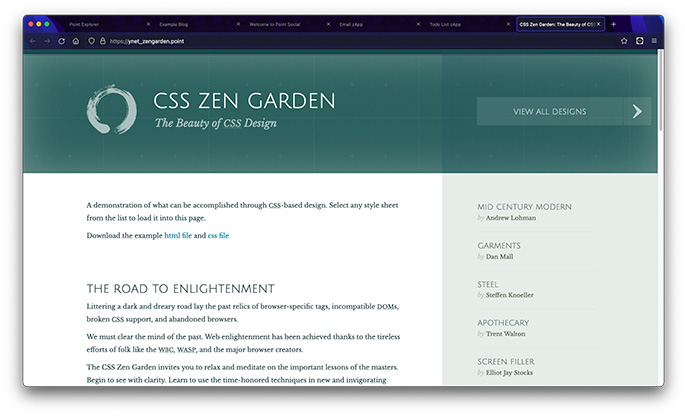 Point Explorer
Example Blog
Welcome to Point Social
Email zApp
Todo List zApp
CSS Zen Garden: The Beauty of CSS
https://ynet_zengarden.point
CSS ZEN GARDEN
The Beauty of CSS Design
VIEW ALL DESIGNS
A demonstration of what can be accomplished through CSS-based design. Select any style sheet
from the list to load it into this page.
Download the example html file and css file
THE ROAD TO ENLIGHTENMENT
Littering a dark and dreary road lay the past relics of browser-specific tags, incompatible DOMs,
broken CSS support, and abandoned browsers.
We must clear the mind of the past. Web enlightenment has been achieved thanks to the tireless
efforts of folk like the W3C, WASP, and the major browser creators.
The CSS Zen Garden invites you to relax and meditate on the important lessons of the masters.
Begin to see with clarity. Learn to use the time-honored techniques in new and invigorating
MID CENTURY MODERN
by Andrew Lohman
GARMENTS
by Dan Mall
STEEL
by Steffen Knoeller
APOTHECARY
by Trent Walton
SCREEN FILLER
by Elliot Jay Stocks